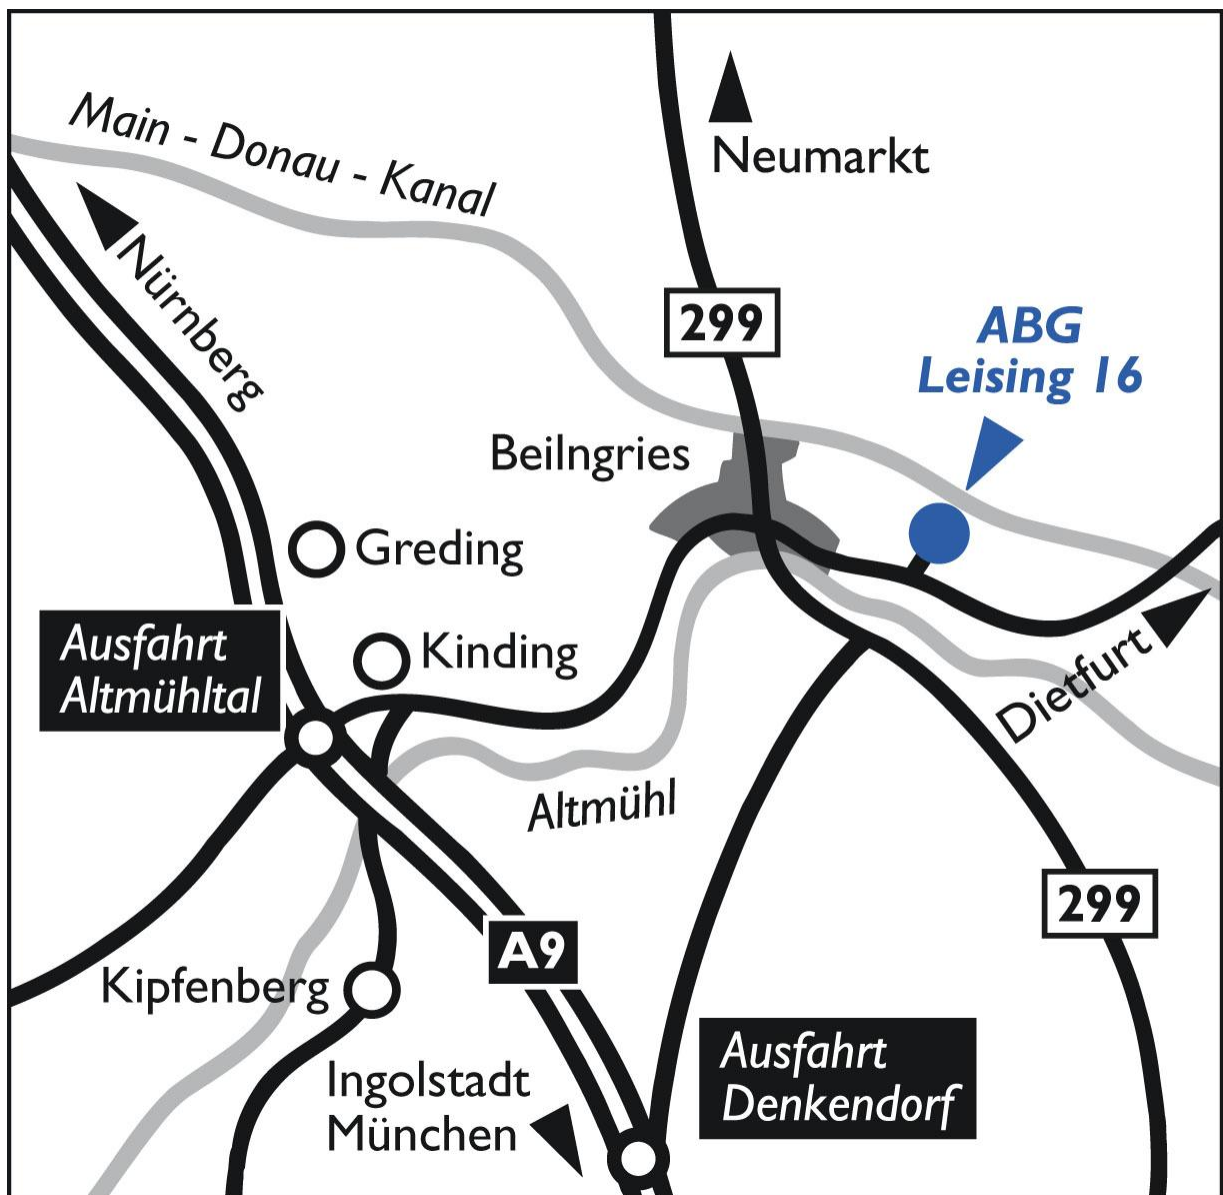 Main - Donau - Kanal
Neumarkt
Nürnberg
299
ABG
Leising 16
Beilngries
Greding
Kinding
Ausfahrt
Altmühltal
Dietfurt
Altmühl
299
A9
Kipfenberg
Ingolstadt
München
Ausfahrt
Denkendorf